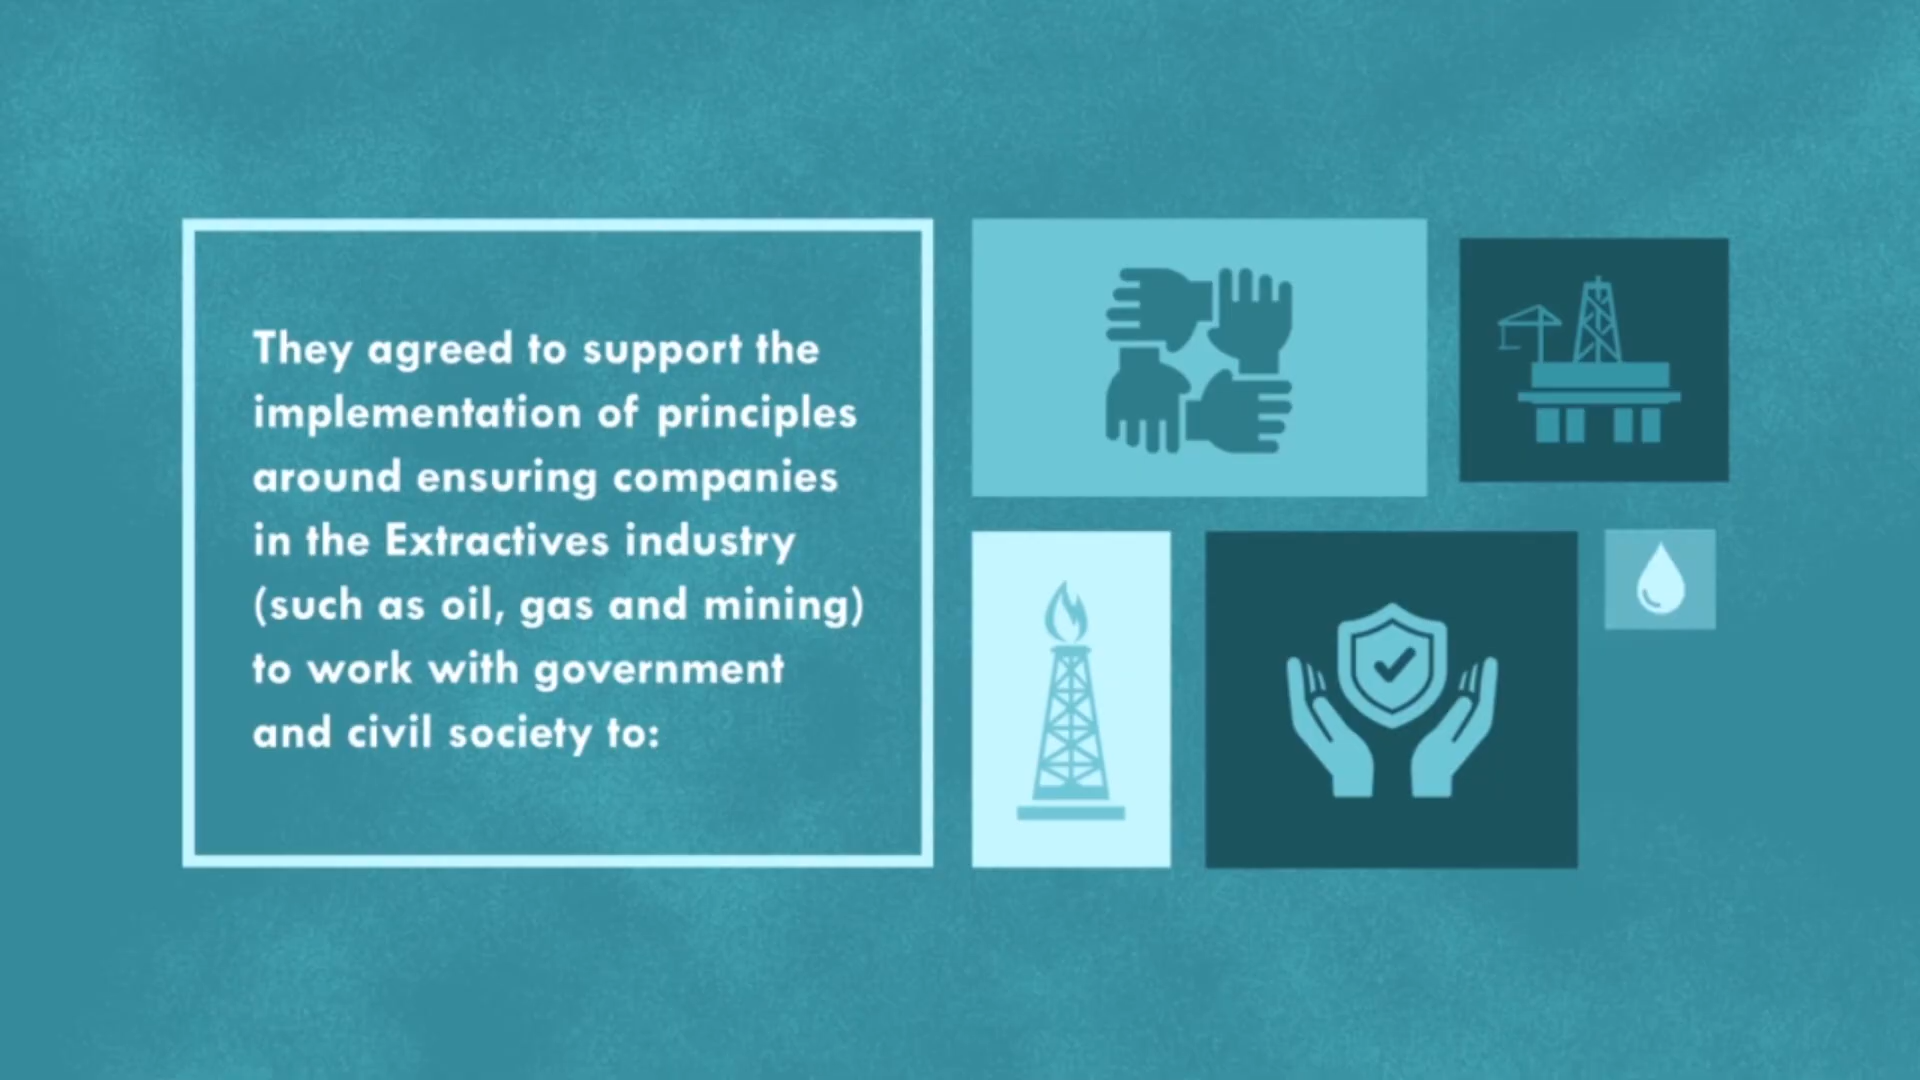 They agreed to support the
implementation of principles
around ensuring companies
in the Extractives industry
(such as oil, gas and mining)
to work with government
and civil society to: